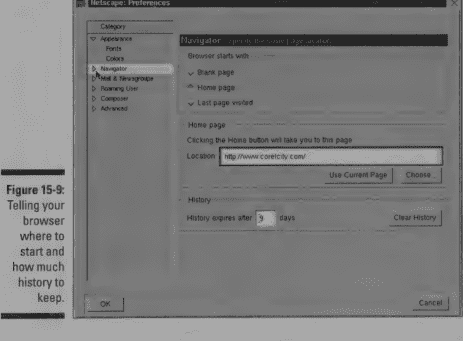 Netscape: Preferences
Category
Appearance
Fonts
Colors
Navigator
Mail & Newsgroups
Roaming User
Composer
Advanced
Navigator
Browser starts with
Blank page
Home page
Last page visited
Home page
Clicking the Home button will take you to this page
Location: http://www.corelcity.com/
Use Current Page
Choose...
History
History expires after 9 days
Clear History
OK
Cancel
Figure 15-9:
Telling your
browser
where to
start and
how much
history to
keep.